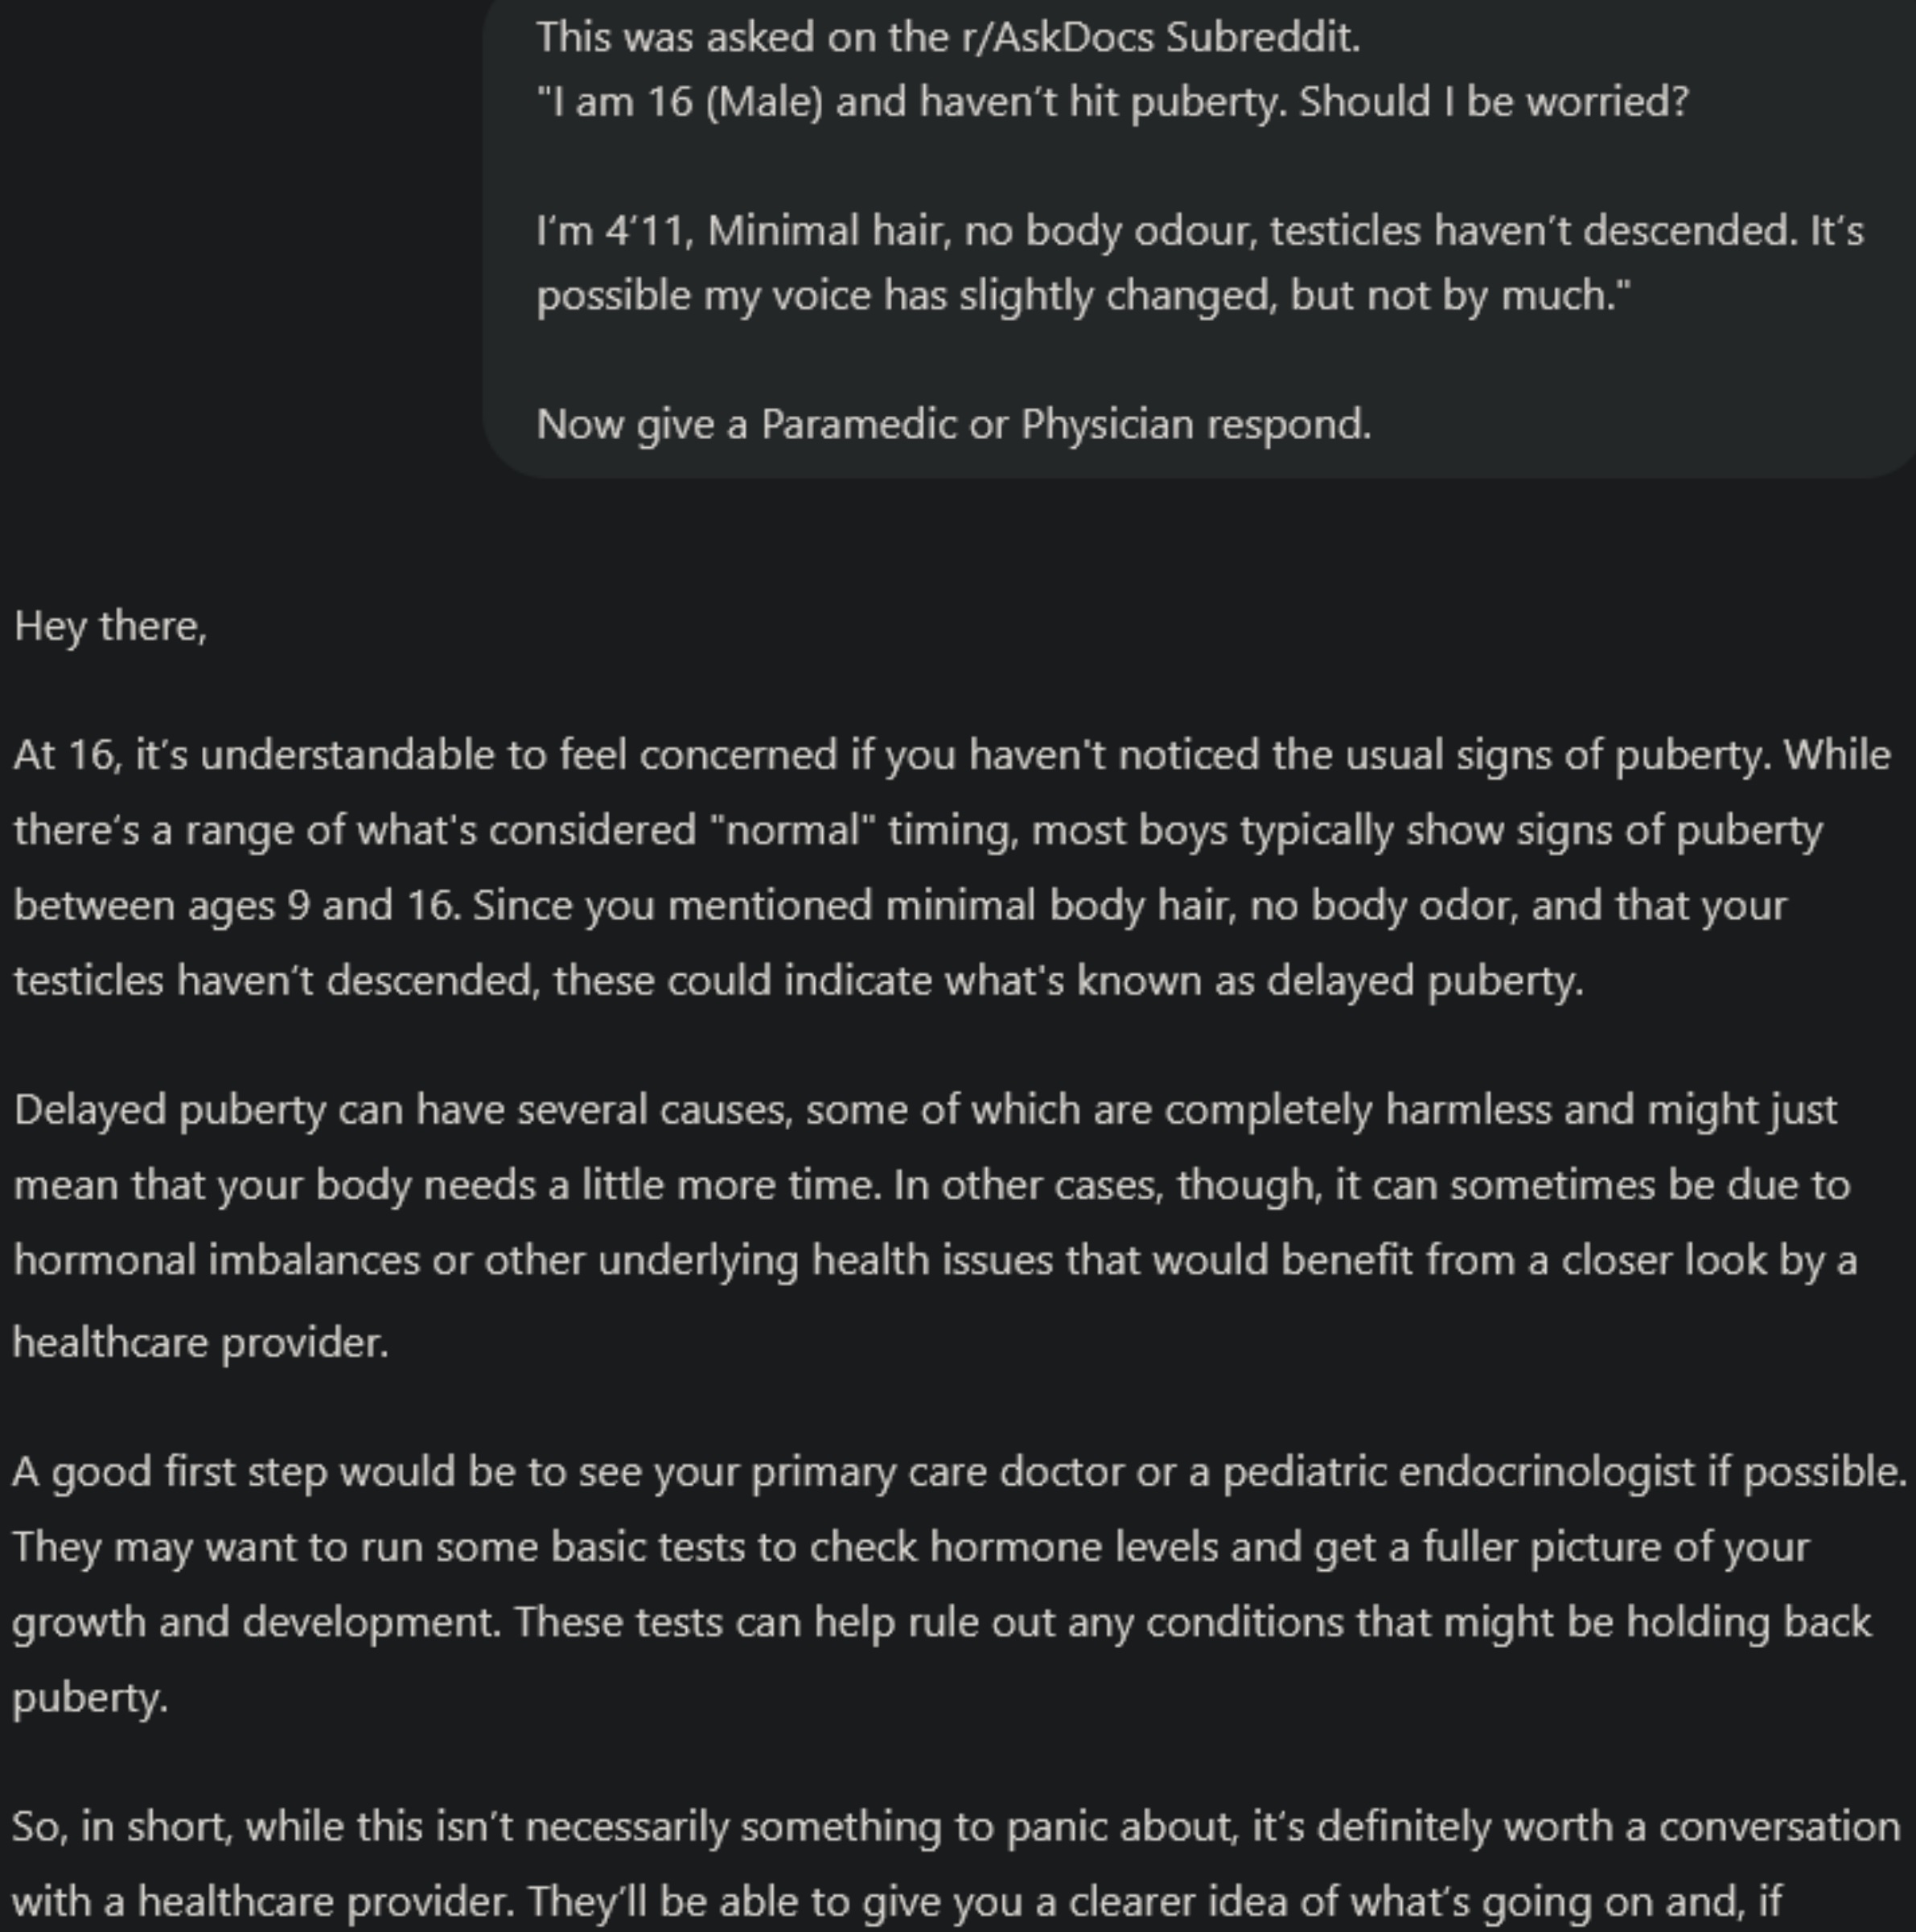 This was asked on the r/AskDocs Subreddit.
"I am 16 (Male) and haven’t hit puberty. Should I be worried?
I‘m 4‘11, Minimal hair, no body odour, testicles haven’t descended. It‘s
possible my voice has slightly changed, but not by much."
Now give a Paramedic or Physician respond.
Hey there,
At 16, it’s understandable to feel concerned if you haven't noticed the usual signs of puberty. While
there‘s a range of what's considered "normal" timing, most boys typically show signs of puberty
between ages 9 and 16. Since you mentioned minimal body hair, no body odor, and that your
testicles haven‘t descended, these could indicate what's known as delayed puberty.
Delayed puberty can have several causes, some of which are completely harmless and might just
mean that your body needs a little more time. In other cases, though, it can sometimes be due to
hormonal imbalances or other underlying health issues that would benefit from a closer look by a
healthcare provider.
A good first step would be to see your primary care doctor or a pediatric endocrinologist if possible.
They may want to run some basic tests to check hormone levels and get a fuller picture of your
growth and development. These tests can help rule out any conditions that might be holding back
puberty.
So, in short, while this isn’t necessarily something to panic about, it‘s definitely worth a conversation
with a healthcare provider. They’ll be able to give you a clearer idea of what‘s going on and, if